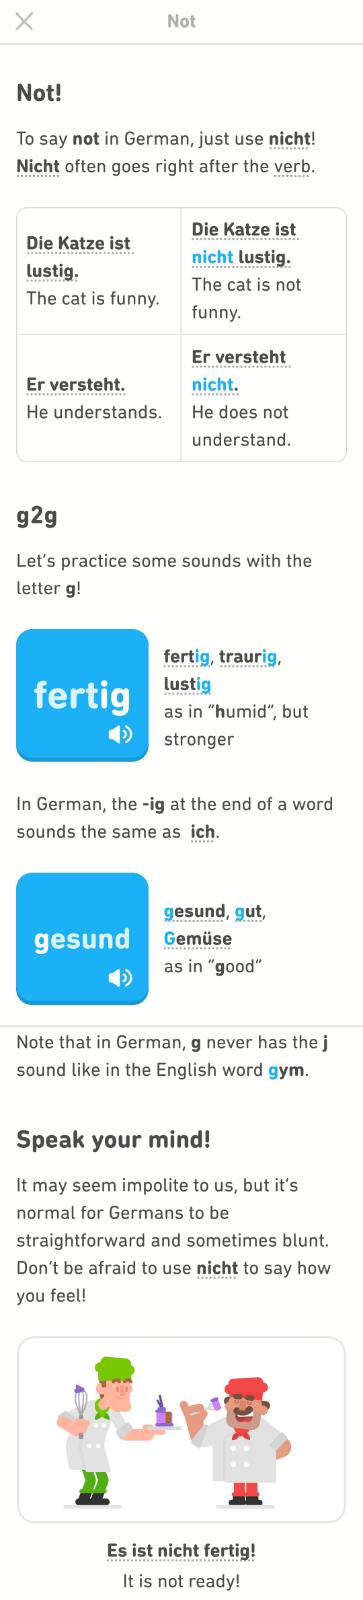 Not
Not!
To say not in German, just use nicht!
Nicht often goes right after the verb.
Die Katze ist
lustig.
The cat is funny.
Die Katze ist
nicht lustig.
The cat is not
funny.
Er versteht.
He understands.
Er versteht
nicht.
He does not
understand.
g2g
Let's practice some sounds with the
letter g!
fertig
fertig, traurig,
lustig
as in “humid“, but
stronger
In German, the -ig at the end of a word
sounds the same as ich.
gesund
gesund, gut,
Gemüse
as in “good“
Note that in German, g never has the j
sound like in the English word gym.
Speak your mind!
It may seem impolite to us, but it's
normal for Germans to be
straightforward and sometimes blunt.
Don't be afraid to use nicht to say how
you feel!
Es ist nicht fertig!
It is not ready!